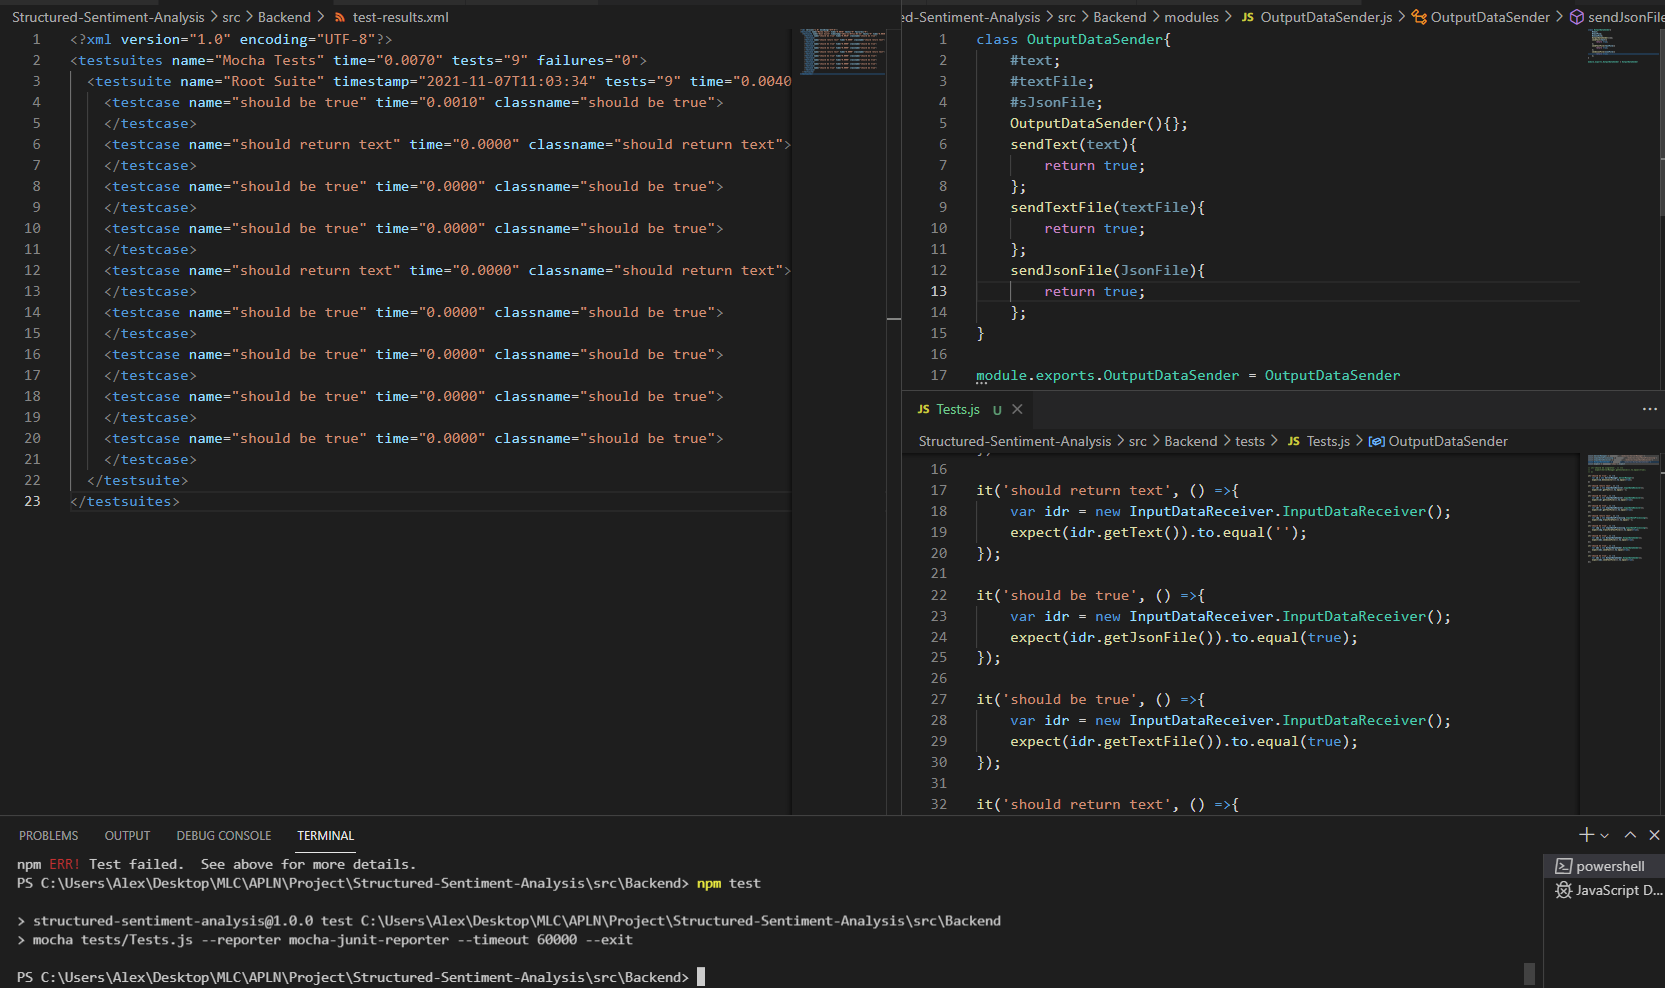 Structured-Sentiment-Analysis > src > Backend > test-results.xml
1 <?xml version="1.0" encoding="UTF-8"?>
2 <testsuites name="Mocha Tests" time="0.0070" tests="9" failures="0">
3 <testsuite name="Root Suite" timestamp="2021-11-07T11:03:34" tests="9" time="0.0040
4 <testcase name="should be true" time="0.0010" classname="should be true">
5 </testcase>
6 <testcase name="should return text" time="0.0000" classname="should return text">
7 </testcase>
8 <testcase name="should be true" time="0.0000" classname="should be true">
9 </testcase>
10 <testcase name="should be true" time="0.0000" classname="should be true">
11 </testcase>
12 <testcase name="should return text" time="0.0000" classname="should return text">
13 </testcase>
14 <testcase name="should be true" time="0.0000" classname="should be true">
15 </testcase>
16 <testcase name="should be true" time="0.0000" classname="should be true">
17 </testcase>
18 <testcase name="should be true" time="0.0000" classname="should be true">
19 </testcase>
20 <testcase name="should be true" time="0.0000" classname="should be true">
21 </testcase>
22 </testsuite>
23 </testsuites>
ed-Sentiment-Analysis > src > Backend > modules > JS OutputDataSender.js > OutputDataSender > sendJsonFile
1 class OutputDataSender{
2 #text;
3 #textFile;
4 #sJsonFile;
5 OutputDataSender(){};
6 sendText(text){
7 return true;
8 };
9 sendTextFile(textFile){
10 return true;
11 };
12 sendJsonFile(JsonFile){
13 return true;
14 };
15 }
16
17 module.exports.OutputDataSender = OutputDataSender
JS Tests.js U
Structured-Sentiment-Analysis > src > Backend > tests > JS Tests.js > OutputDataSender
16
17 it('should return text', () =>{
18 var idr = new InputDataReceiver.InputDataReceiver();
19 expect(idr.getText()).to.equal('');
20 });
21
22 it('should be true', () =>{
23 var idr = new InputDataReceiver.InputDataReceiver();
24 expect(idr.getJsonFile()).to.equal(true);
25 });
26
27 it('should be true', () =>{
28 var idr = new InputDataReceiver.InputDataReceiver();
29 expect(idr.getTextFile()).to.equal(true);
30 });
31
32 it('should return text', () =>{
PROBLEMS OUTPUT DEBUG CONSOLE TERMINAL
npm ERR! Test failed.  See above for more details.
PS C:\Users\Alex\Desktop\MLC\APLN\Project\Structured-Sentiment-Analysis\src\Backend> npm test
> structured-sentiment-analysis@1.0.0 test C:\Users\Alex\Desktop\MLC\APLN\Project\Structured-Sentiment-Analysis\src\Backend
> mocha tests/Tests.js --reporter mocha-junit-reporter --timeout 60000 --exit
PS C:\Users\Alex\Desktop\MLC\APLN\Project\Structured-Sentiment-Analysis\src\Backend>
powershell
JavaScript D...